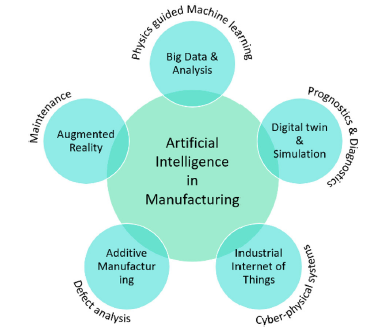 Physics guided Machine learning
Big Data &
Analysis
Maintenance
Augmented
Reality
Prognostics & Diagnostics
Digital twin
&
Simulation
Artificial
Intelligence
in
Manufacturing
Additive
Manufactur
ing
Defect analysis
Industrial
Internet of
Things
Cyber-physical systems